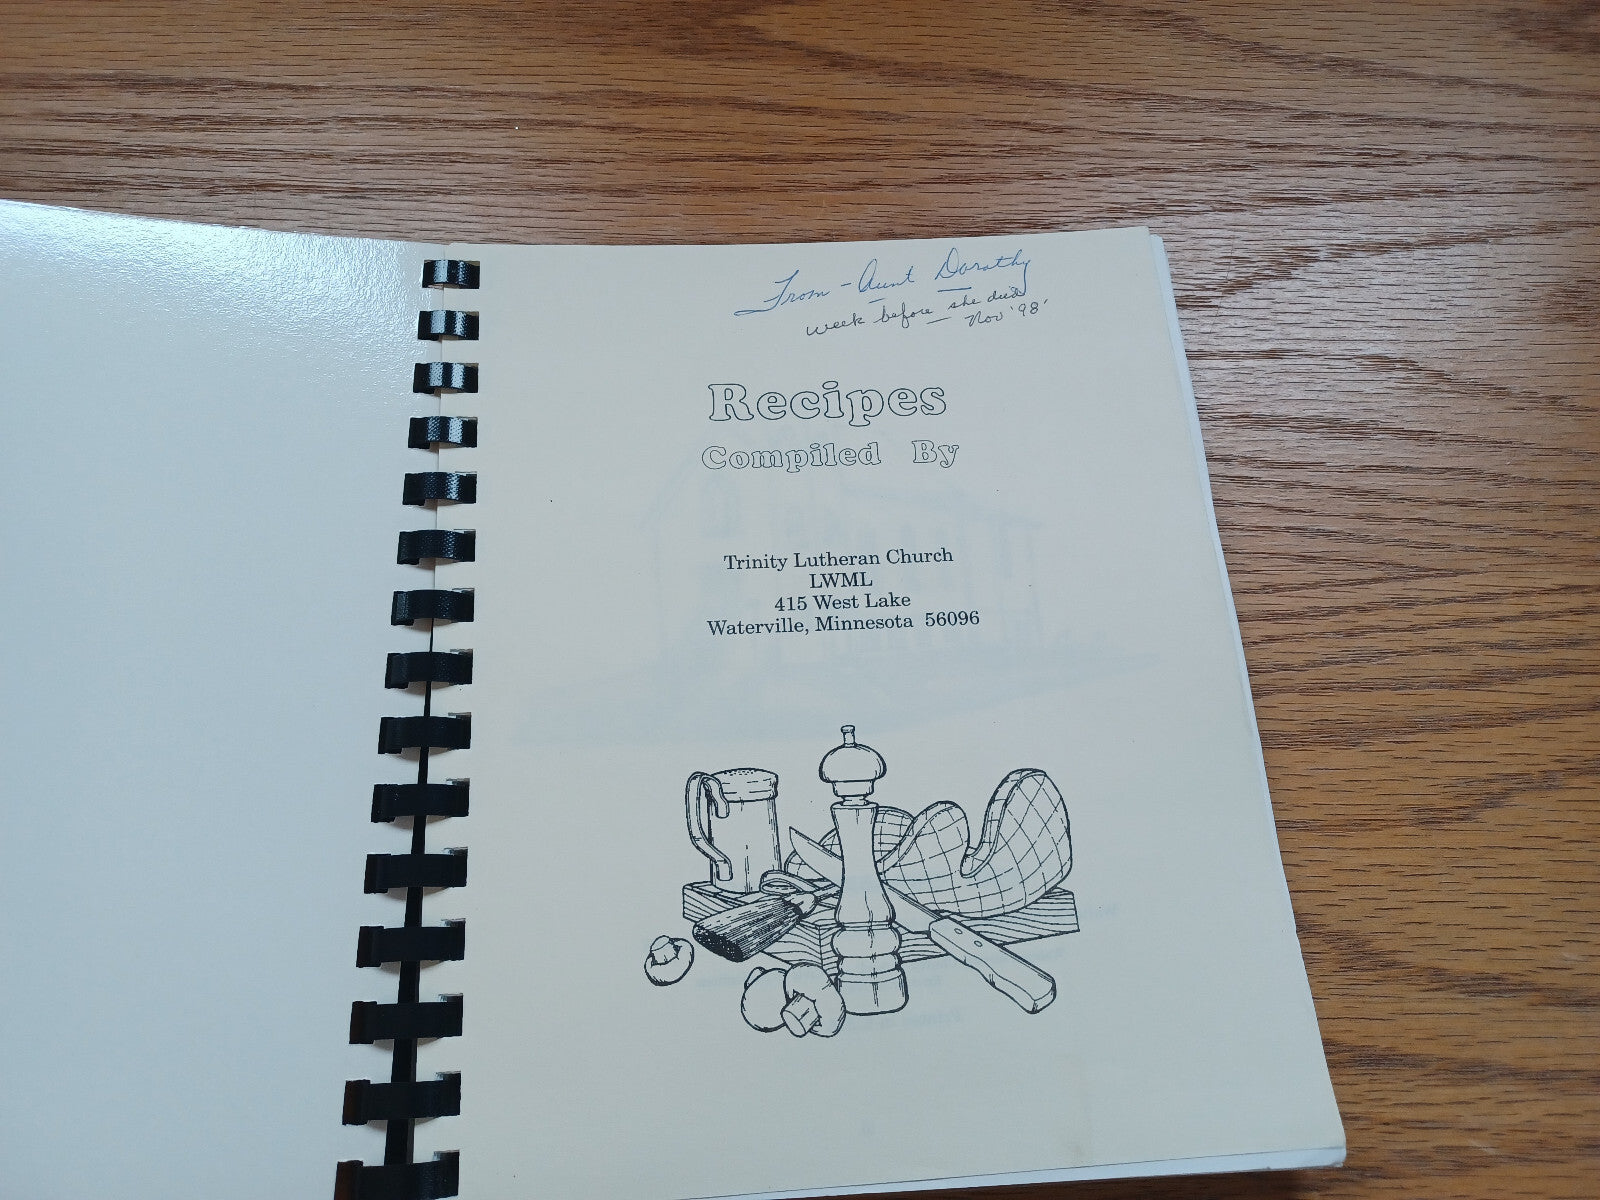 From - Aunt Dorothy
week before she died
Nov '98'
Recipes
Compiled By
Trinity Lutheran Church
LWML
415 West Lake
Waterville, Minnesota 56096